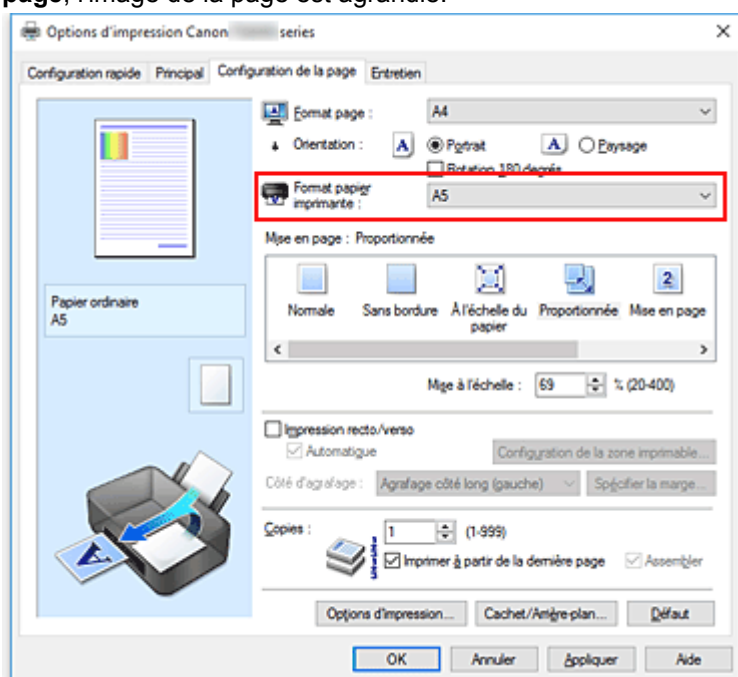 page, l'image de la page est agrandie.
Options d'impression Canon series
Configuration rapide Principal Configuration de la page Entretien
Format page : A4
Orientation : A Portrait A Paysage
Rotation 180 degrés
Format papier imprimante : A5
Mise en page : Proportionnée
2
Normale Sans bordure À l'échelle du papier Proportionnée Mise en page
Papier ordinaire
A5
Mise à l'échelle : 69 % (20-400)
Impression recto/verso
Automatique Configuration de la zone imprimable...
Côté d'agrafage : Agrafage côté long (gauche) Spécifier la marge...
Copies : 1 (1-999)
Imprimer à partir de la dernière page Assembler
Options d'impression... Cachet/Arrière-plan... Défaut
OK Annuler Appliquer Aide